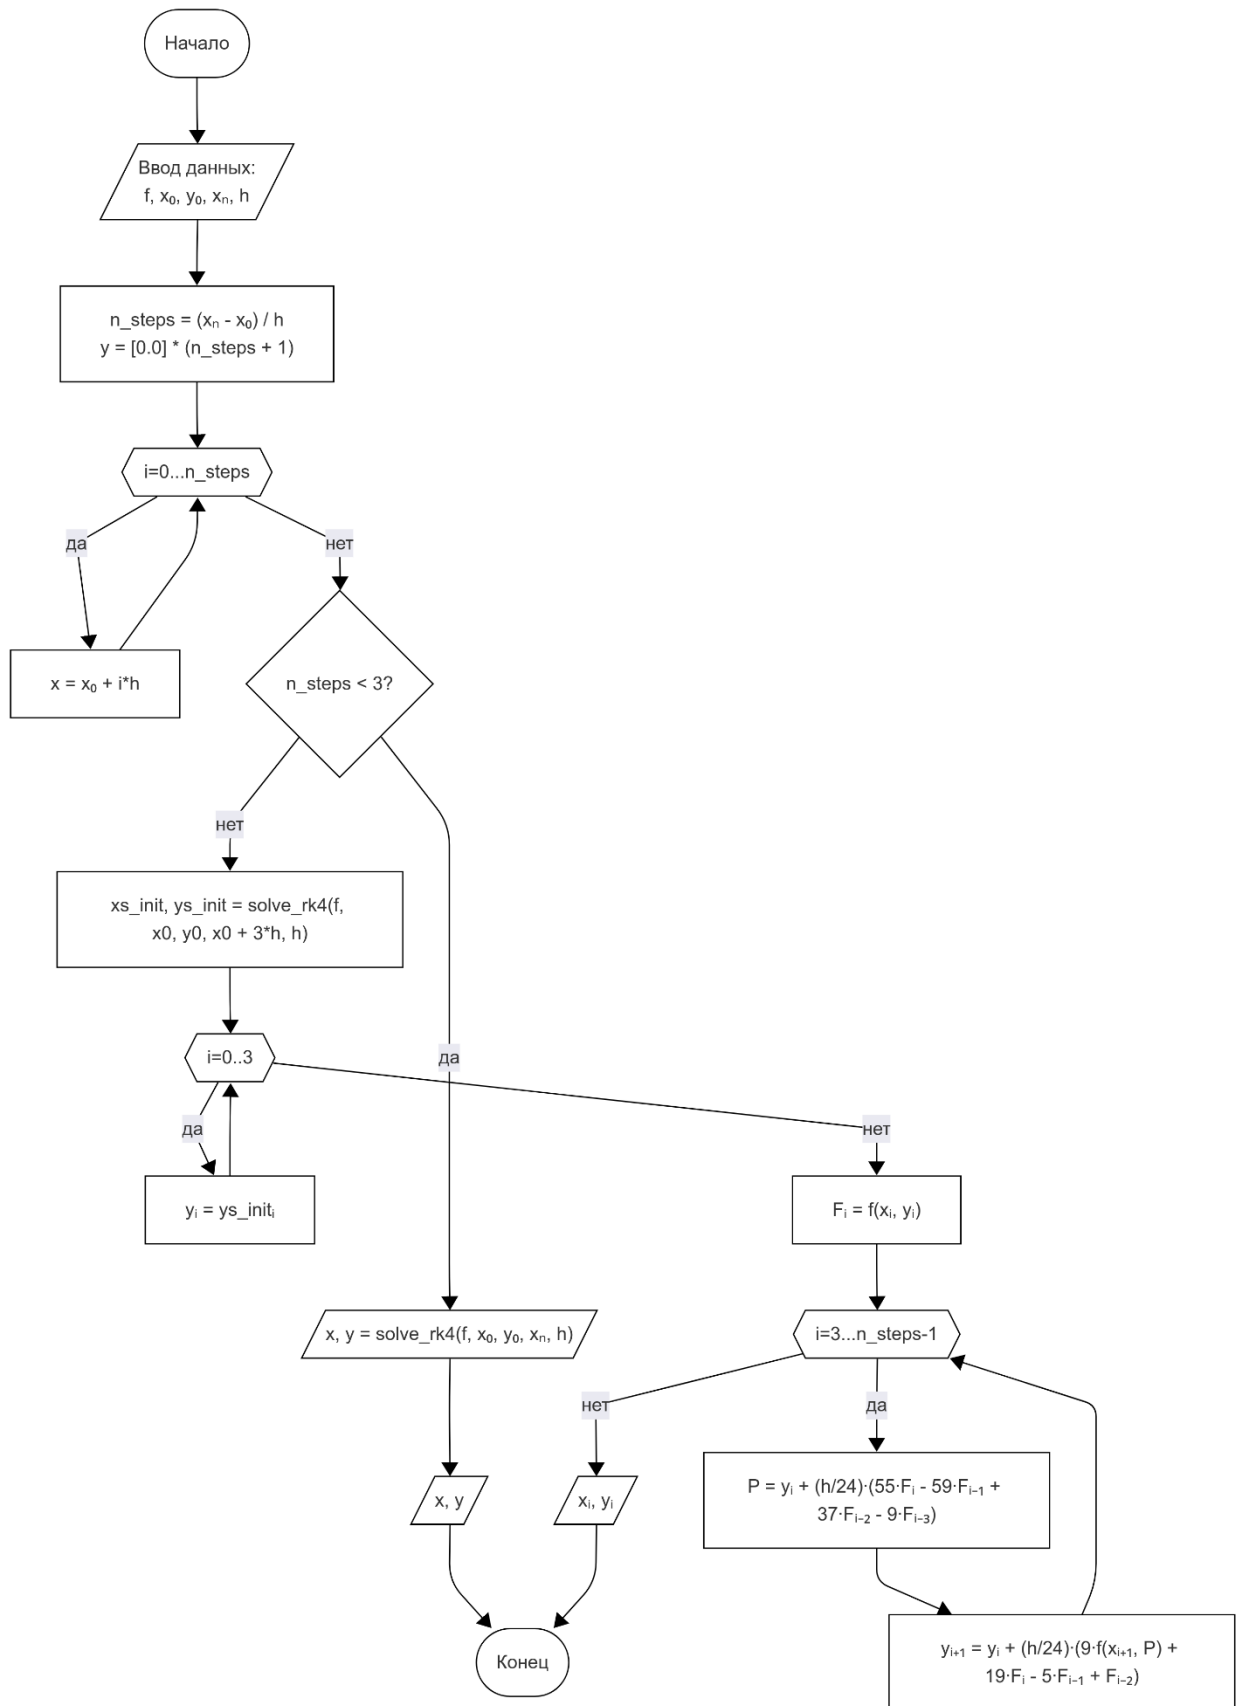 Начало
Ввод данных:
f, x₀, y₀, xₙ, h
n_steps = (xₙ - x₀) / h
y = [0.0] * (n_steps + 1)
i=0...n_steps
да
нет
x = x₀ + i*h
n_steps < 3?
нет
xs_init, ys_init = solve_rk4(f,
x0, y0, x0 + 3*h, h)
i=0..3
да
да
нет
yᵢ = ys_initᵢ
Fᵢ = f(xᵢ, yᵢ)
x, y = solve_rk4(f, x₀, y₀, xₙ, h)
i=3...n_steps-1
нет
да
x, y
xᵢ, yᵢ
P = yᵢ + (h/24)·(55·Fᵢ - 59·Fᵢ₋₁ +
37·Fᵢ₋₂ - 9·Fᵢ₋₃)
Конец
yᵢ₊₁ = yᵢ + (h/24)·(9·f(xᵢ₊₁, P) +
19·Fᵢ - 5·Fᵢ₋₁ + Fᵢ₋₂)